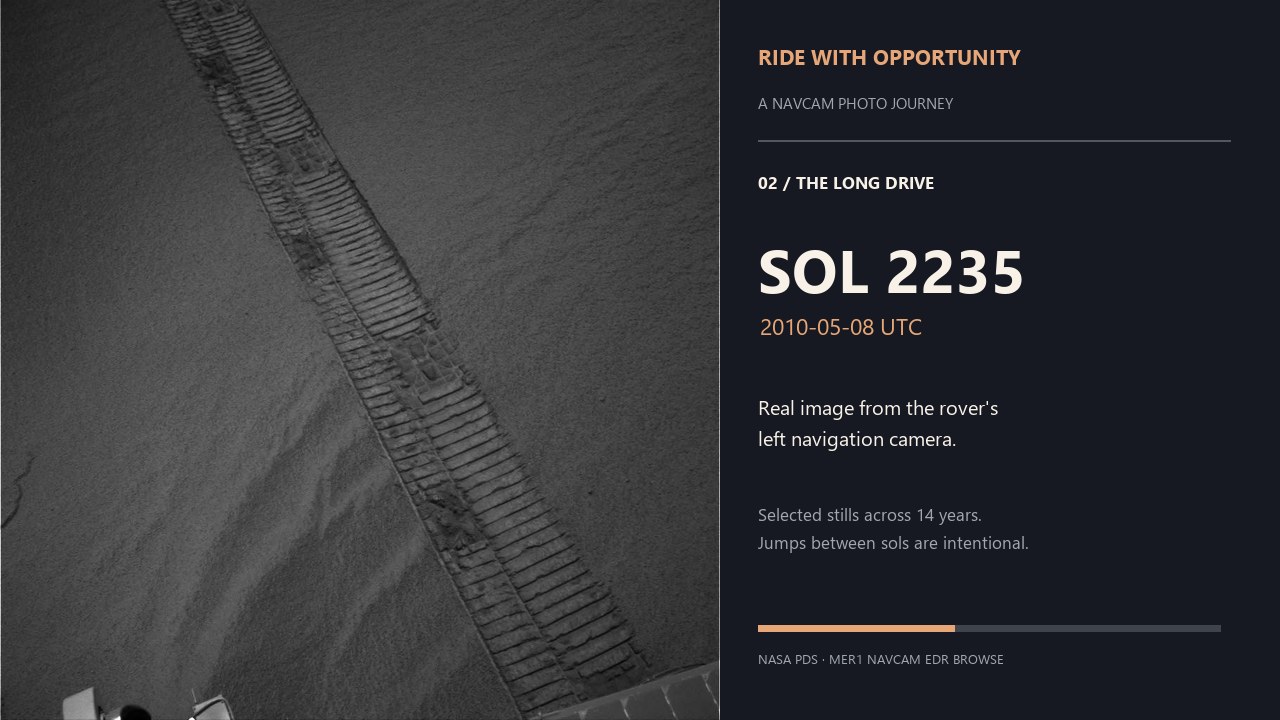 RIDE WITH OPPORTUNITY
A NAVCAM PHOTO JOURNEY
02 / THE LONG DRIVE
SOL 2235
2010-05-08 UTC
Real image from the rover's
left navigation camera.
Selected stills across 14 years.
Jumps between sols are intentional.
NASA PDS · MER1 NAVCAM EDR BROWSE